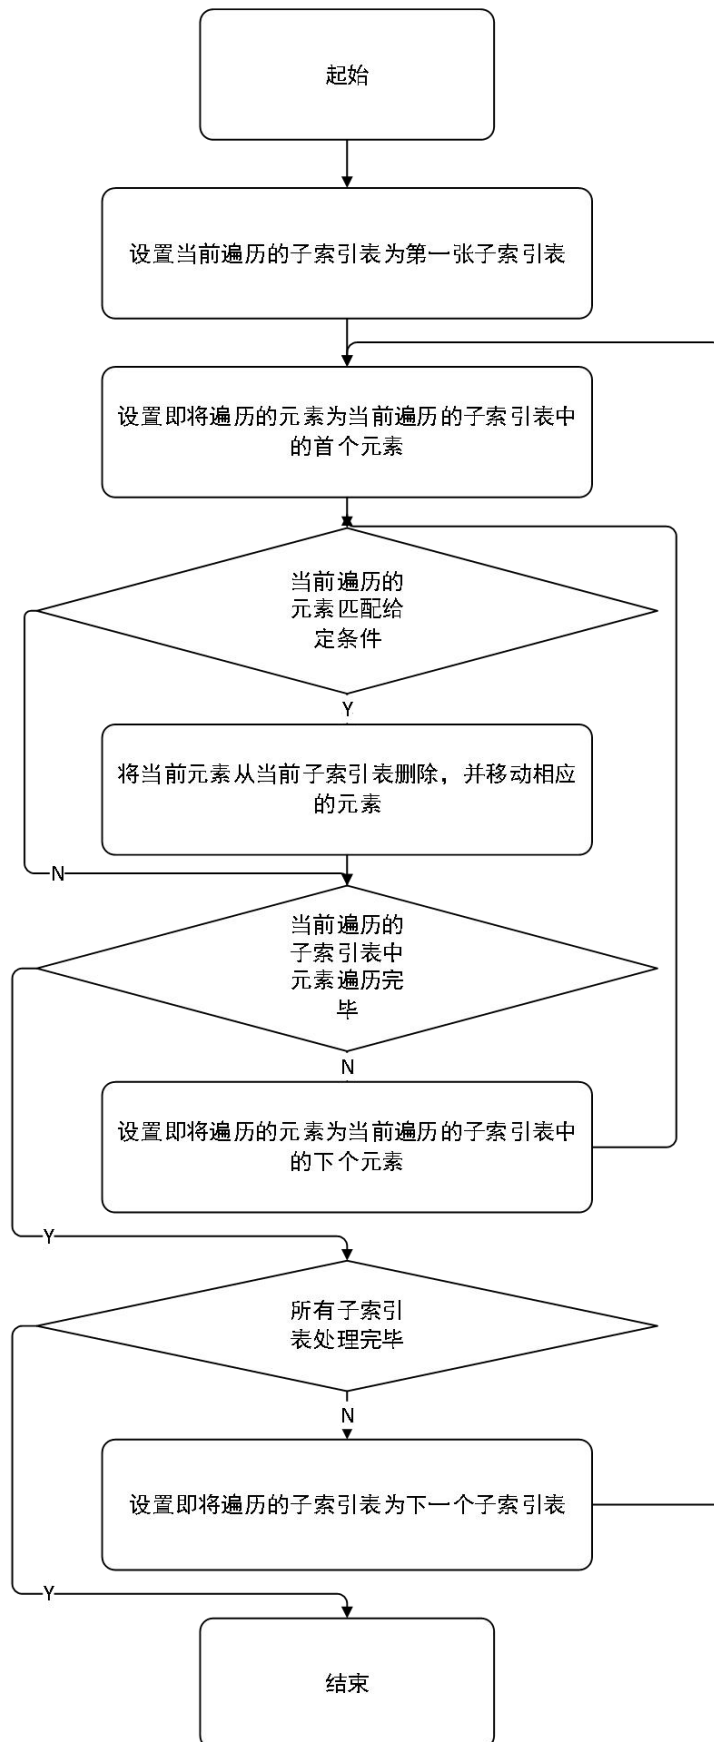 起始
设置当前遍历的子索引表为第一张子索引表
设置即将遍历的元素为当前遍历的子索引表中
的首个元素
当前遍历的
元素匹配给
定条件
Y
将当前元素从当前子索引表删除，并移动相应
的元素
N
当前遍历的
子索引表中
元素遍历完
毕
N
设置即将遍历的元素为当前遍历的子索引表中
的下个元素
Y
所有子索引
表处理完毕
N
设置即将遍历的子索引表为下一个子索引表
Y
结束